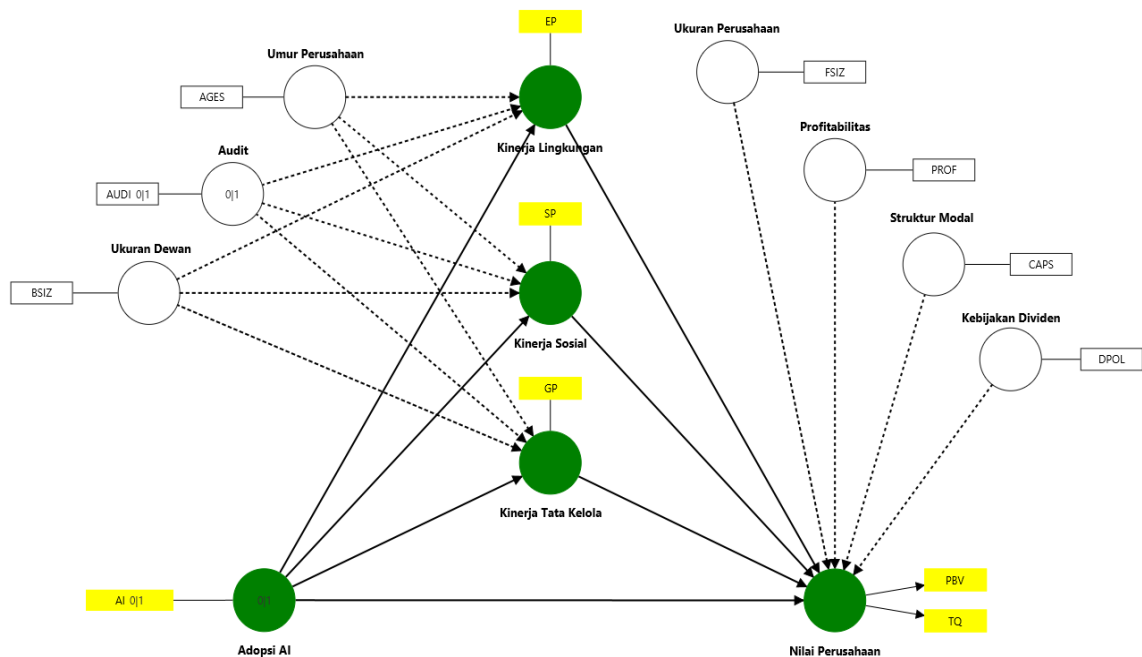 EP
Ukuran Perusahaan
Umur Perusahaan
FSIZ
AGES
Profitabilitas
Kinerja Lingkungan
Audit
PROF
AUDI 0|1
0|1
SP
Struktur Modal
Ukuran Dewan
CAPS
BSIZ
Kebijakan Dividen
Kinerja Sosial
DPOL
GP
Kinerja Tata Kelola
PBV
AI 0|1
0|1
TQ
Adopsi AI
Nilai Perusahaan